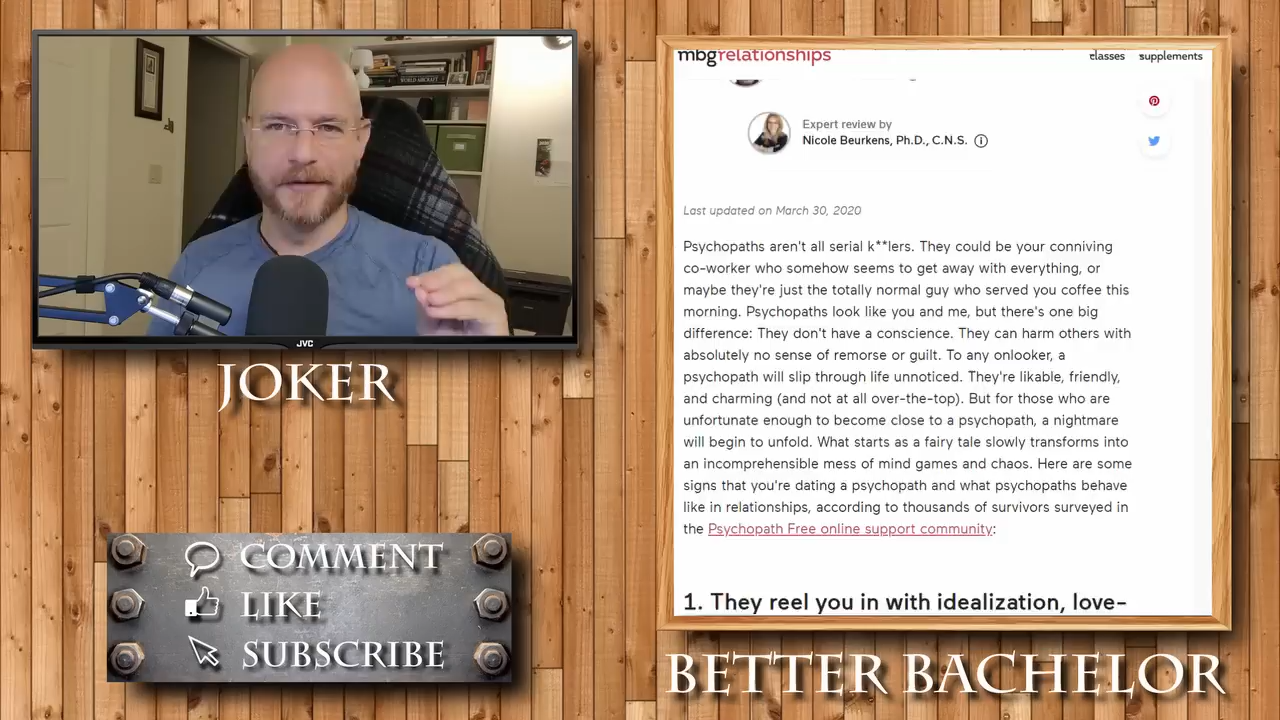 WORLD AIRCRAFT
JVC
JOKER
COMMENT
LIKE
SUBSCRIBE
mbgrelationships
classes supplements
Expert review by
Nicole Beurkens, Ph.D., C.N.S.
Last updated on March 30, 2020
Psychopaths aren't all serial k**lers. They could be your conniving
co-worker who somehow seems to get away with everything, or
maybe they're just the totally normal guy who served you coffee this
morning. Psychopaths look like you and me, but there's one big
difference: They don't have a conscience. They can harm others with
absolutely no sense of remorse or guilt. To any onlooker, a
psychopath will slip through life unnoticed. They're likable, friendly,
and charming (and not at all over-the-top). But for those who are
unfortunate enough to become close to a psychopath, a nightmare
will begin to unfold. What starts as a fairy tale slowly transforms into
an incomprehensible mess of mind games and chaos. Here are some
signs that you're dating a psychopath and what psychopaths behave
like in relationships, according to thousands of survivors surveyed in
the Psychopath Free online support community:
1. They reel you in with idealization, love-
BETTER BACHELOR